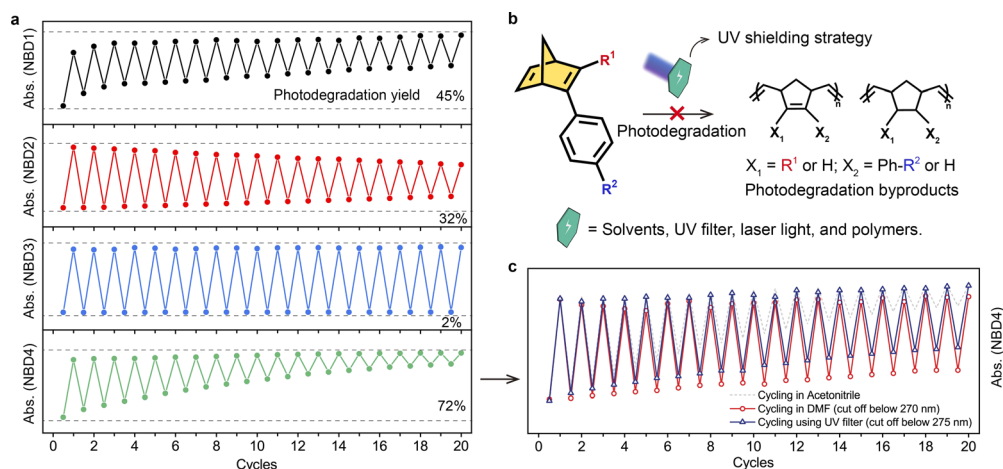 a
Abs. (NBD1)
Photodegradation yield 45%
Abs. (NBD2)
32%
Abs. (NBD3)
2%
Abs. (NBD4)
72%
0 2 4 6 8 10 12 14 16 18 20
Cycles
b
UV shielding strategy
R1
R2
Photodegradation
n
X1 X2
X1 X2
n
X1 = R1 or H; X2 = Ph-R2 or H
Photodegradation byproducts
= Solvents, UV filter, laser light, and polymers.
c
Abs. (NBD4)
Cycling in Acetonitrile
Cycling in DMF (cut off below 270 nm)
Cycling using UV filter (cut off below 275 nm)
0 2 4 6 8 10 12 14 16 18 20
Cycles